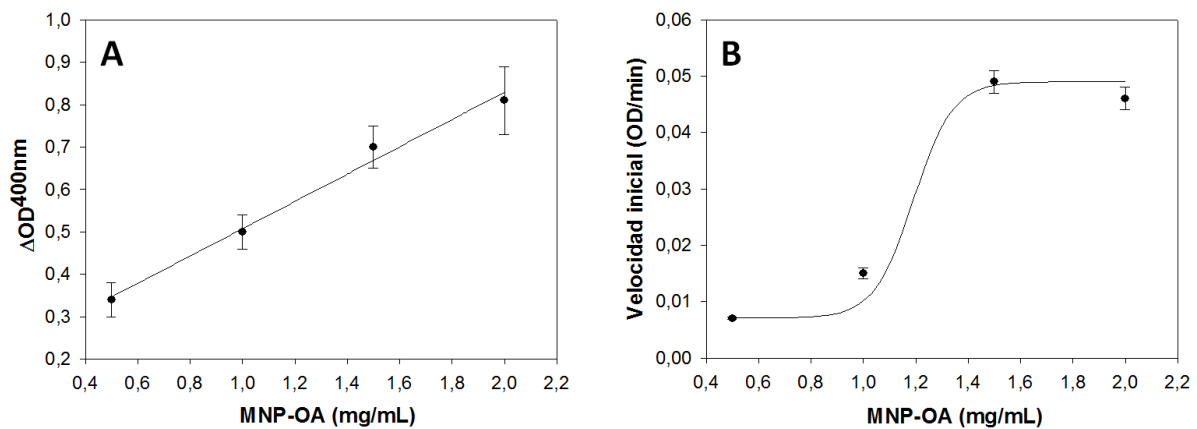 A
1,0
0,9
0,8
0,7
0,6
0,5
0,4
0,3
0,2
ΔOD400nm
0,4 0,6 0,8 1,0 1,2 1,4 1,6 1,8 2,0 2,2
MNP-OA (mg/mL)
B
0,06
0,05
0,04
0,03
0,02
0,01
0,00
Velocidad inicial (OD/min)
0,4 0,6 0,8 1,0 1,2 1,4 1,6 1,8 2,0 2,2
MNP-OA (mg/mL)